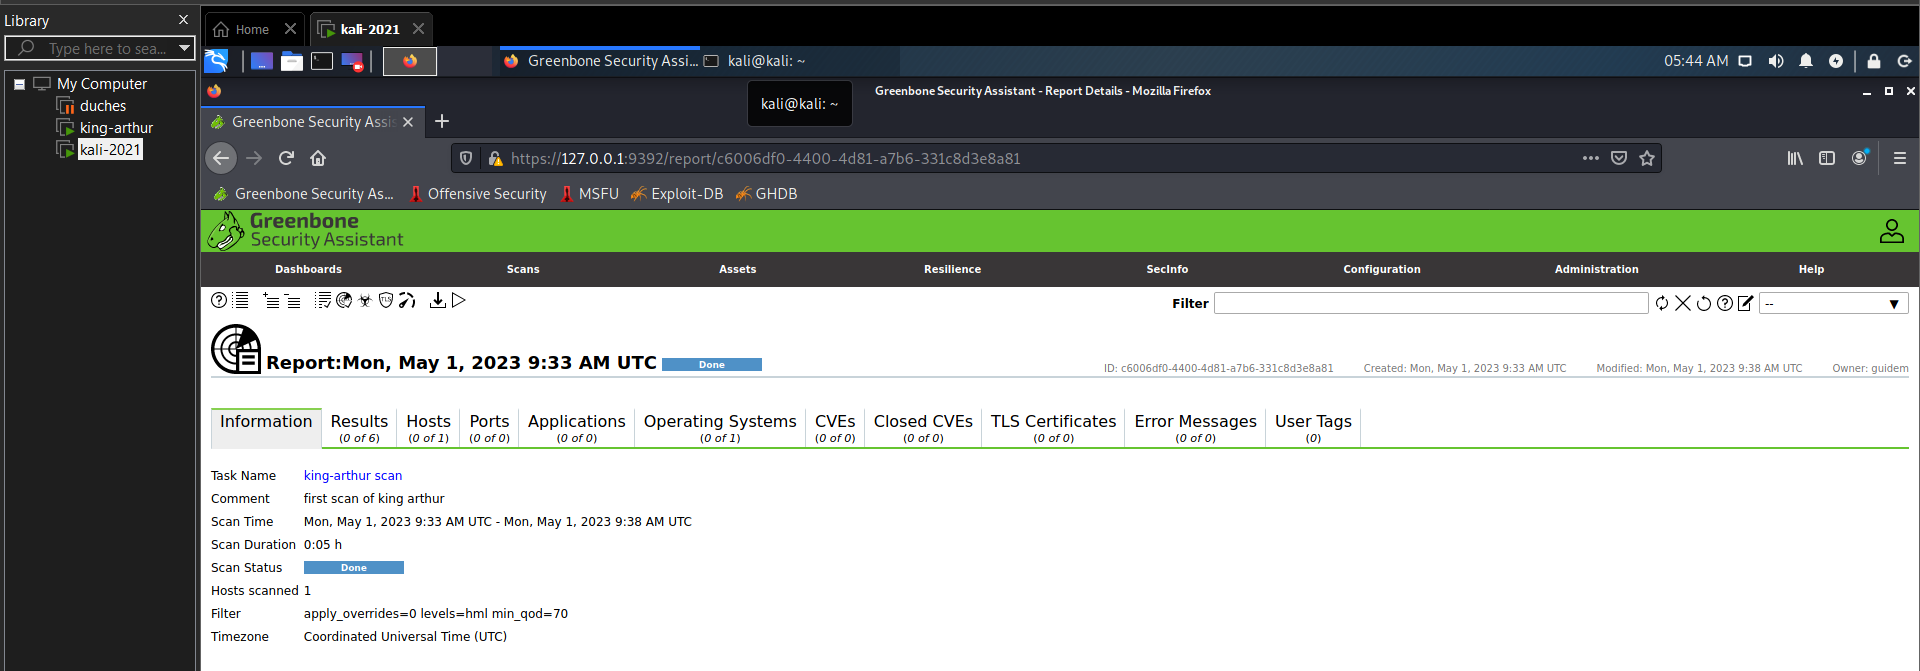 Library
X
Type here to sea...
My Computer
duches
king-arthur
kali-2021
Home
kali-2021
Greenbone Security Assi...
kali@kali: ~
05:44 AM
kali@kali: ~
Greenbone Security Assistant - Report Details - Mozilla Firefox
Greenbone Security Assis
https://127.0.0.1:9392/report/c6006df0-4400-4d81-a7b6-331c8d3e8a81
Greenbone Security As...
Offensive Security
MSFU
Exploit-DB
GHDB
Greenbone
Security Assistant
Dashboards
Scans
Assets
Resilience
SecInfo
Configuration
Administration
Help
TLS
Filter
--
Report:Mon, May 1, 2023 9:33 AM UTC
Done
ID: c6006df0-4400-4d81-a7b6-331c8d3e8a81
Created: Mon, May 1, 2023 9:33 AM UTC
Modified: Mon, May 1, 2023 9:38 AM UTC
Owner: guidem
Information
Results
(0 of 6)
Hosts
(0 of 1)
Ports
(0 of 0)
Applications
(0 of 0)
Operating Systems
(0 of 1)
CVEs
(0 of 0)
Closed CVEs
(0 of 0)
TLS Certificates
(0 of 0)
Error Messages
(0 of 0)
User Tags
(0)
Task Name king-arthur scan
Comment first scan of king arthur
Scan Time Mon, May 1, 2023 9:33 AM UTC - Mon, May 1, 2023 9:38 AM UTC
Scan Duration 0:05 h
Scan Status Done
Hosts scanned 1
Filter apply_overrides=0 levels=hml min_qod=70
Timezone Coordinated Universal Time (UTC)